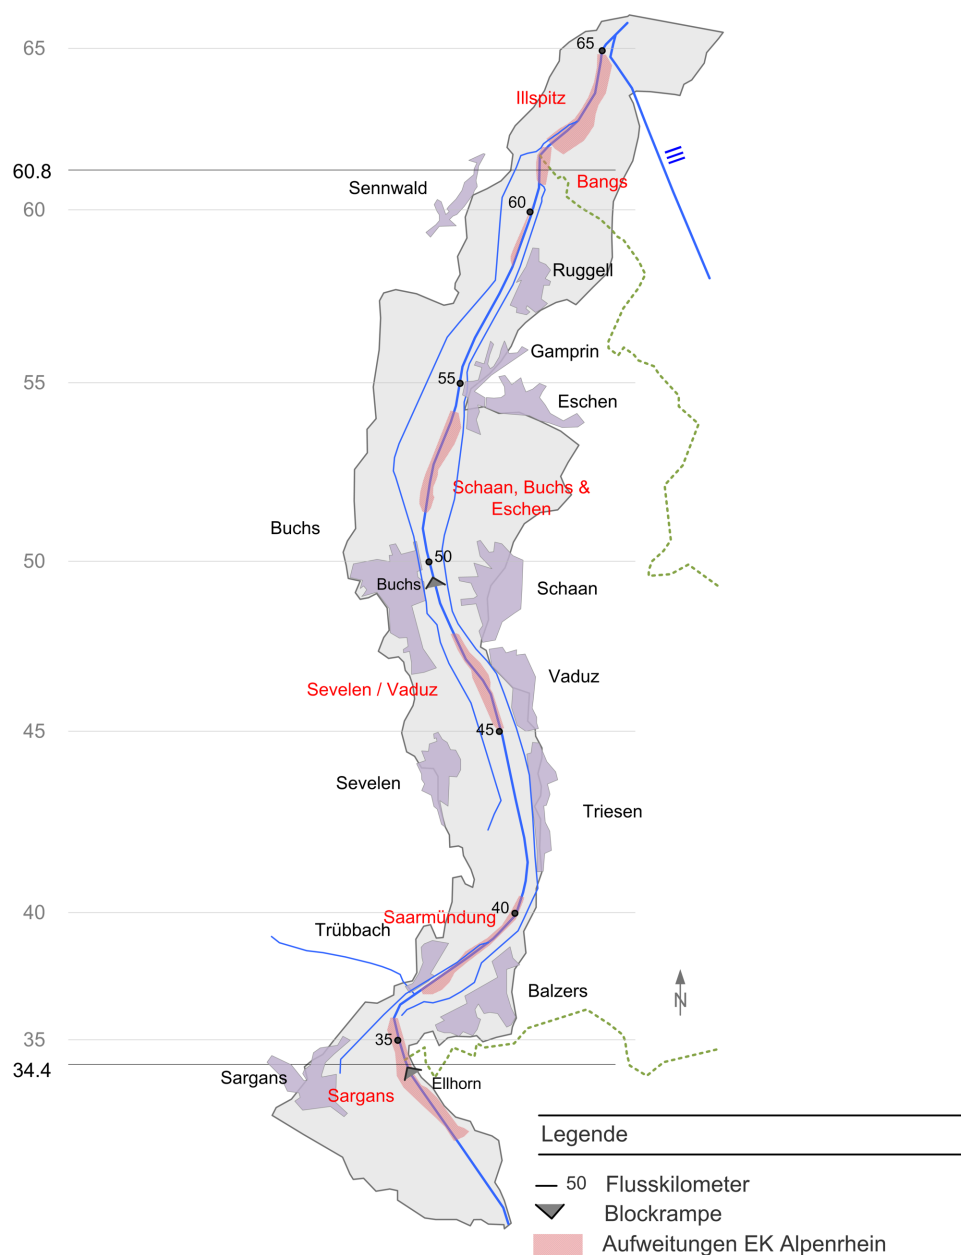 65
65
Illspitz
60.8
Sennwald
Bangs
60
60
Ruggell
Gamprin
55
55
Eschen
Schaan, Buchs &
Eschen
Buchs
50
50
Buchs
Schaan
Vaduz
Sevelen / Vaduz
45
45
Sevelen
Triesen
40
40
Saarmündung
Trübbach
Balzers
N
35
35
34.4
Sargans
Ellhorn
Sargans
Legende
50 Flusskilometer
Blockrampe
Aufweitungen EK Alpenrhein